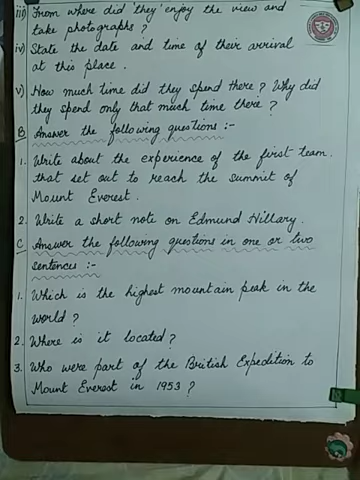 iii) From where did 'they' enjoy the view and
take photographs?
iv) State the date and time of their arrival
at this place.
v) How much time did they spend there? Why did
they spend only that much time there?
B Answer the following questions :-
1. Write about the experience of the first team
that set out to reach the summit of
Mount Everest.
2. Write a short note on Edmund Hillary.
C Answer the following questions in one or two
sentences :-
1. Which is the highest mountain peak in the
world?
2. Where is it located?
3. Who were part of the British Expedition to
Mount Everest in 1953?